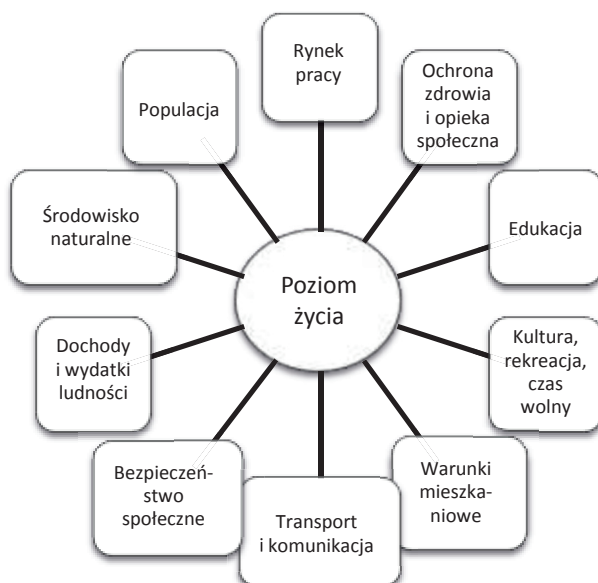 Rynek
pracy
Ochrona
zdrowia
i opieka
społeczna
Populacja
Środowisko
naturalne
Edukacja
Poziom
życia
Dochody
i wydatki
ludności
Kultura,
rekreacja,
czas
wolny
Bezpieczeń-
stwo
społeczne
Warunki
mieszka-
niowe
Transport
i komunikacja